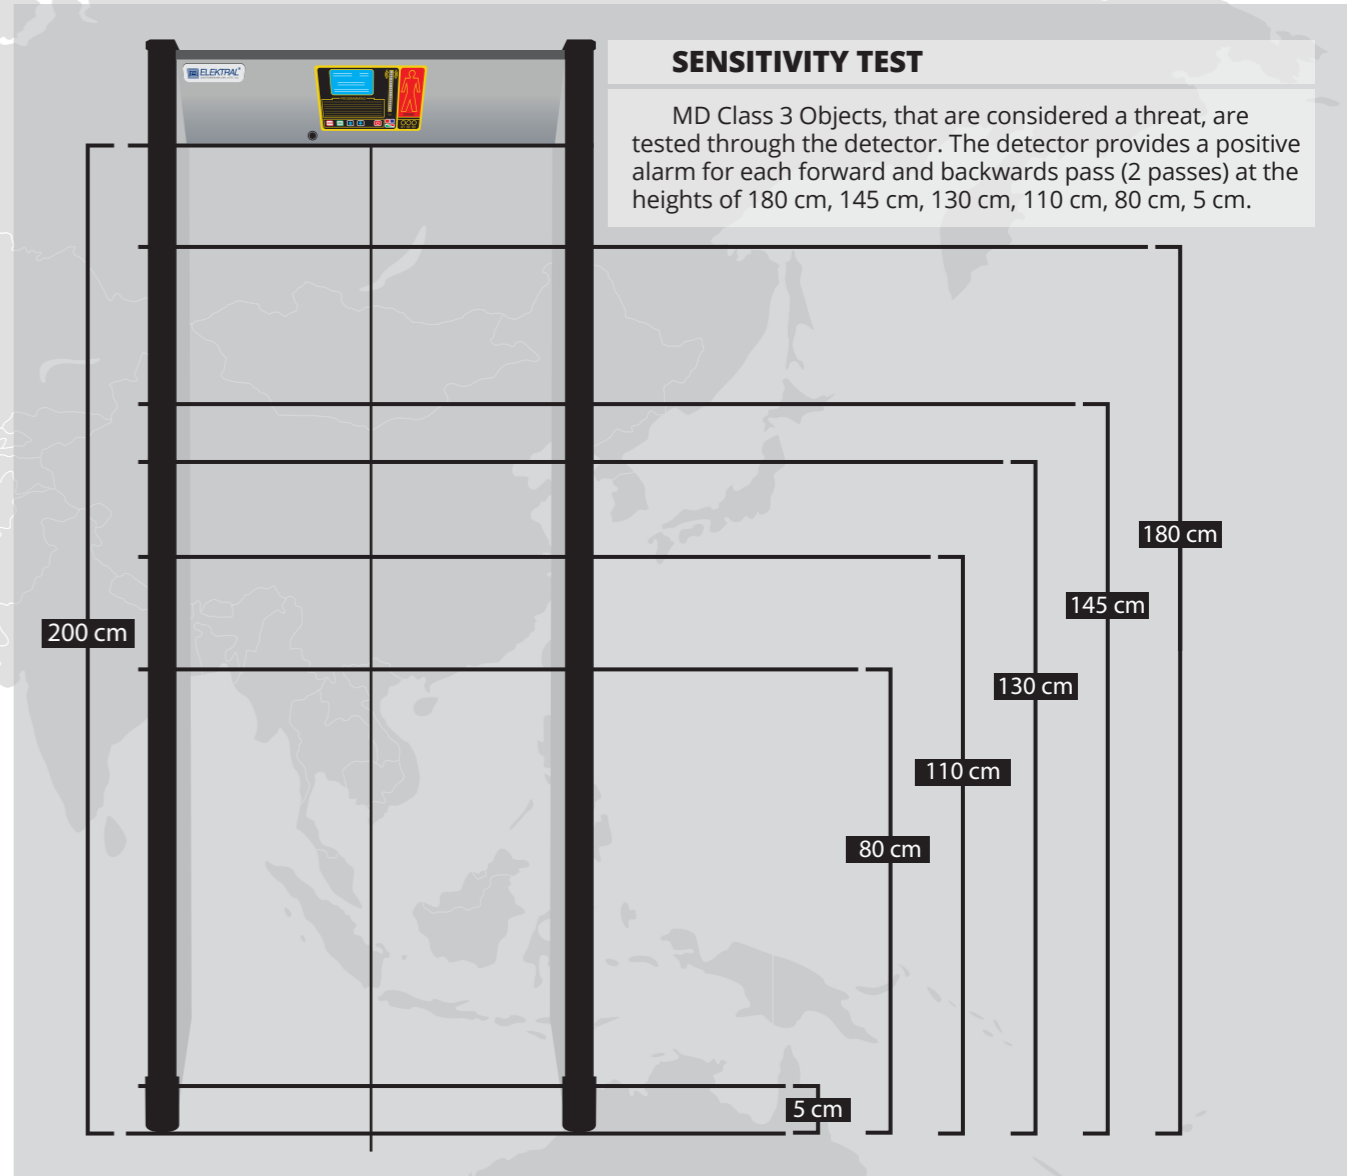 ELEKTRAL
SENSITIVITY TEST
MD Class 3 Objects, that are considered a threat, are
tested through the detector. The detector provides a positive
alarm for each forward and backwards pass (2 passes) at the
heights of 180 cm, 145 cm, 130 cm, 110 cm, 80 cm, 5 cm.
180 cm
145 cm
200 cm
130 cm
110 cm
80 cm
5 cm